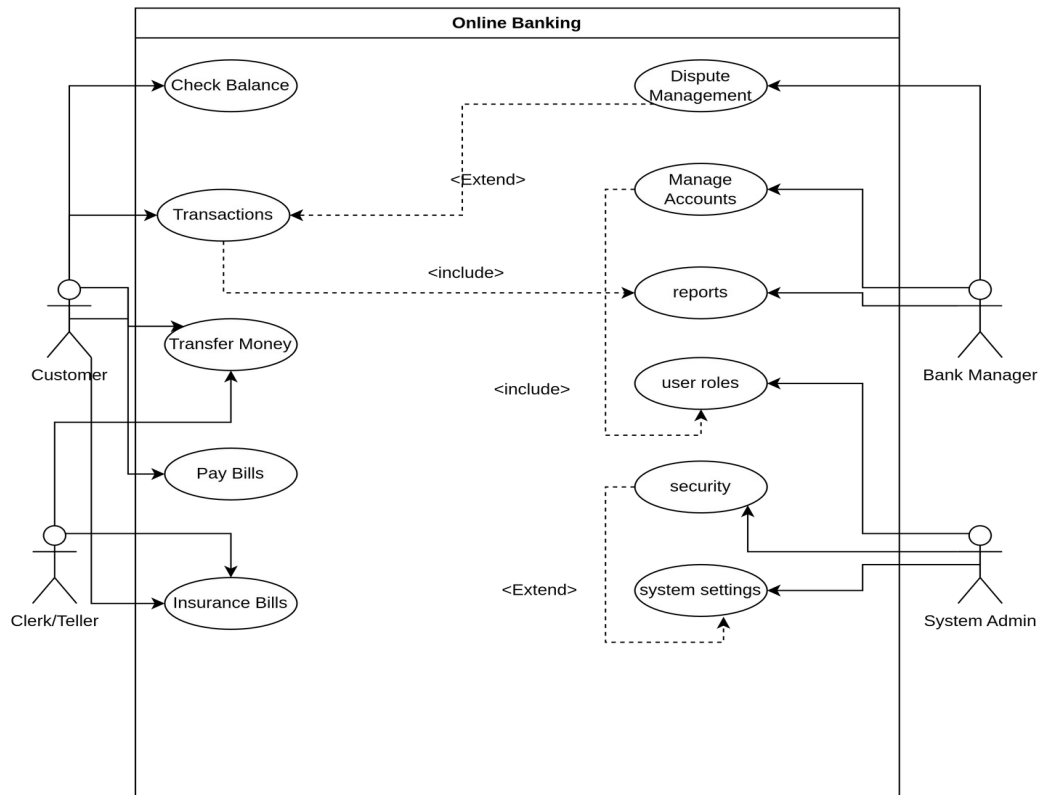 Online Banking
Check Balance
Dispute
Management
<Extend>
Manage
Accounts
Transactions
<include>
reports
Transfer Money
Customer
Bank Manager
user roles
<include>
Pay Bills
security
<Extend>
system settings
Insurance Bills
Clerk/Teller
System Admin